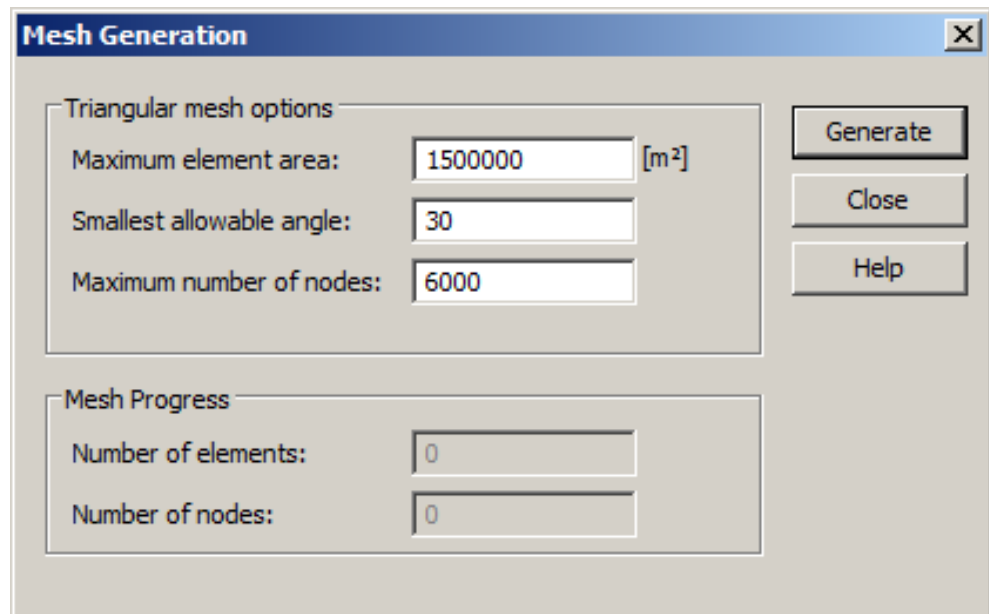 Mesh Generation
Triangular mesh options
Maximum element area: 1500000 [m²]
Smallest allowable angle: 30
Maximum number of nodes: 6000
Generate
Close
Help
Mesh Progress
Number of elements: 0
Number of nodes: 0